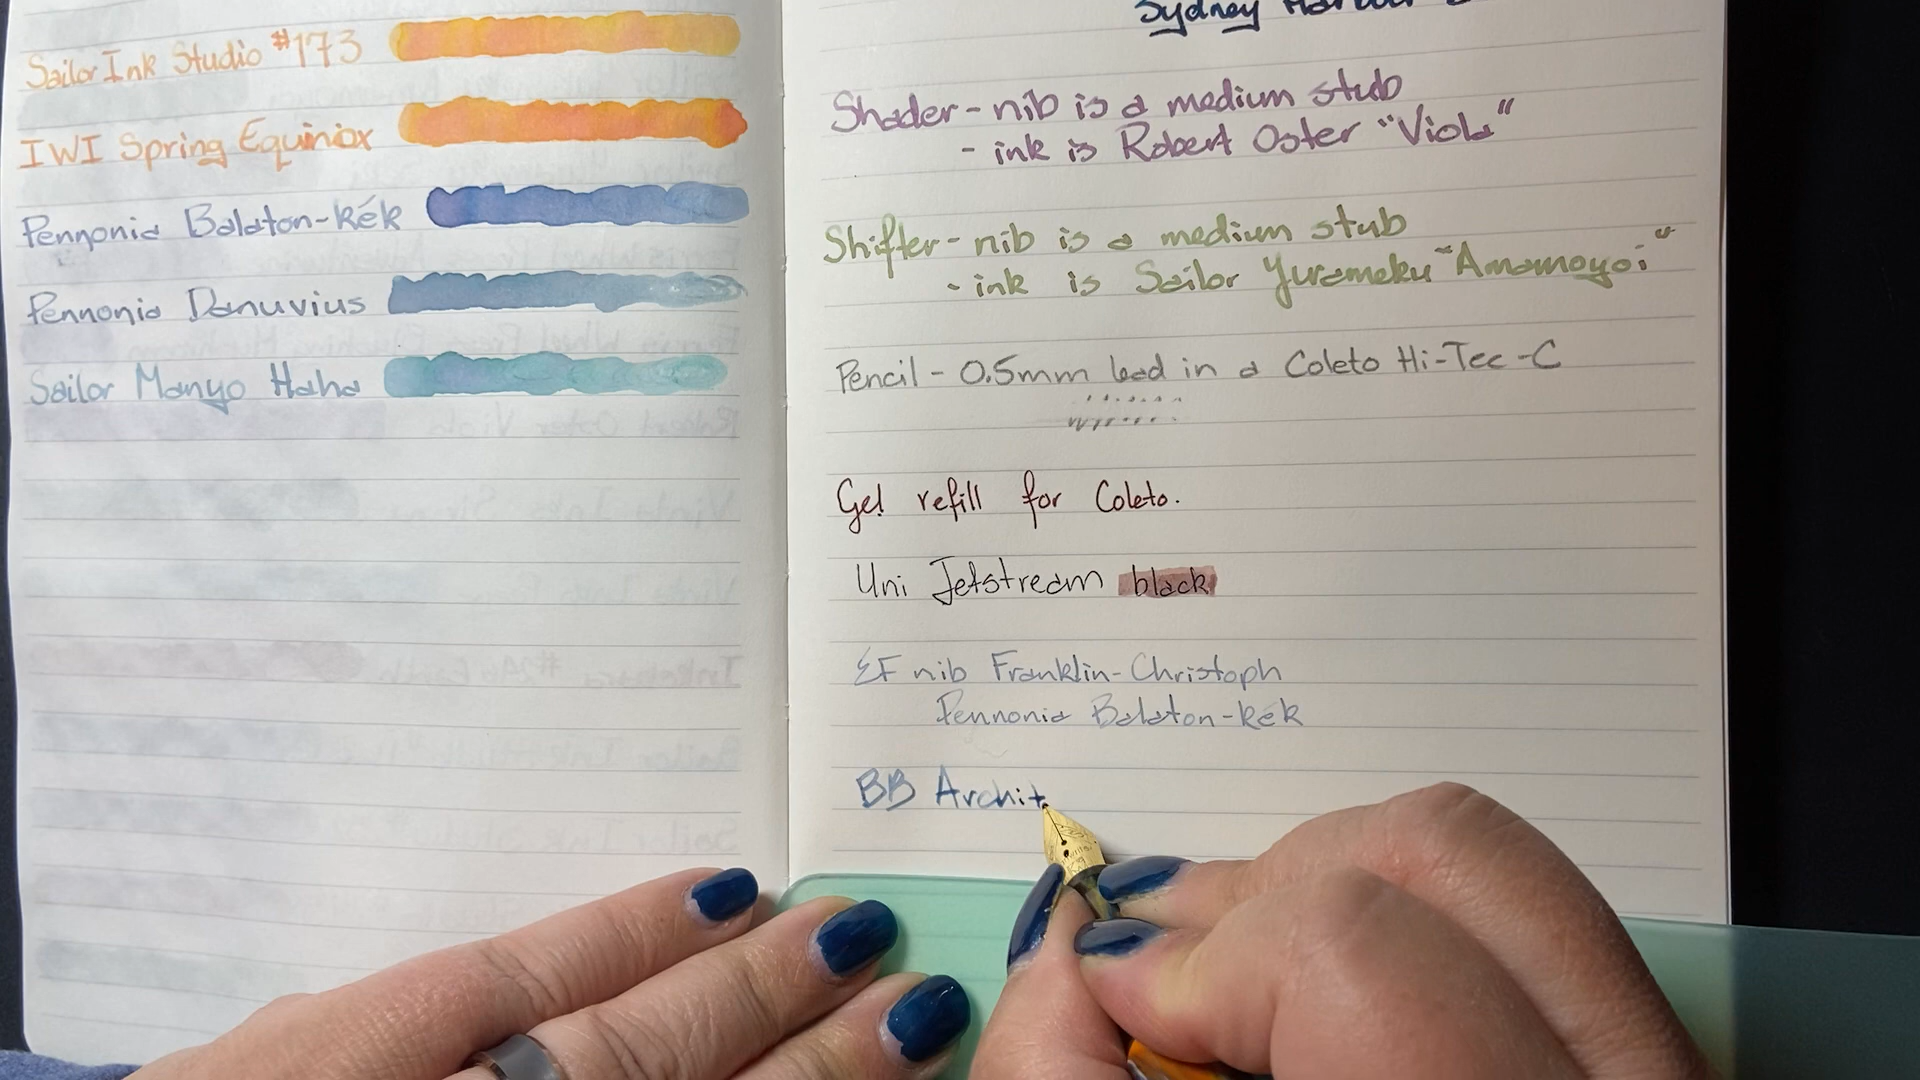 Sailor Ink Studio #173
IWI Spring Equinox
Pennonia Balaton-kék
Pennonia Danuvius
Sailor Manyo Haha
Sydney
Shader - nib is a medium stub
- ink is Robert Oster "Viola"
Shifter - nib is a medium stub
- ink is Sailor Yurameku "Amamoyoi"
Pencil - 0.5mm lead in a Coleto Hi-Tec-C
Gel refill for Coleto.
Uni Jetstream black
EF nib Franklin-Christoph
Pennonia Balaton-kék
BB Archit